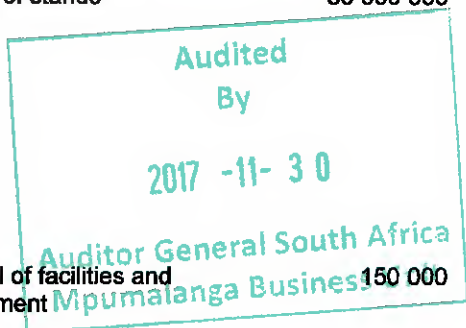 Audited
By
2017 -11- 30
Auditor General South Africa
l of facilities and 150 000
ment Mpumalanga Business